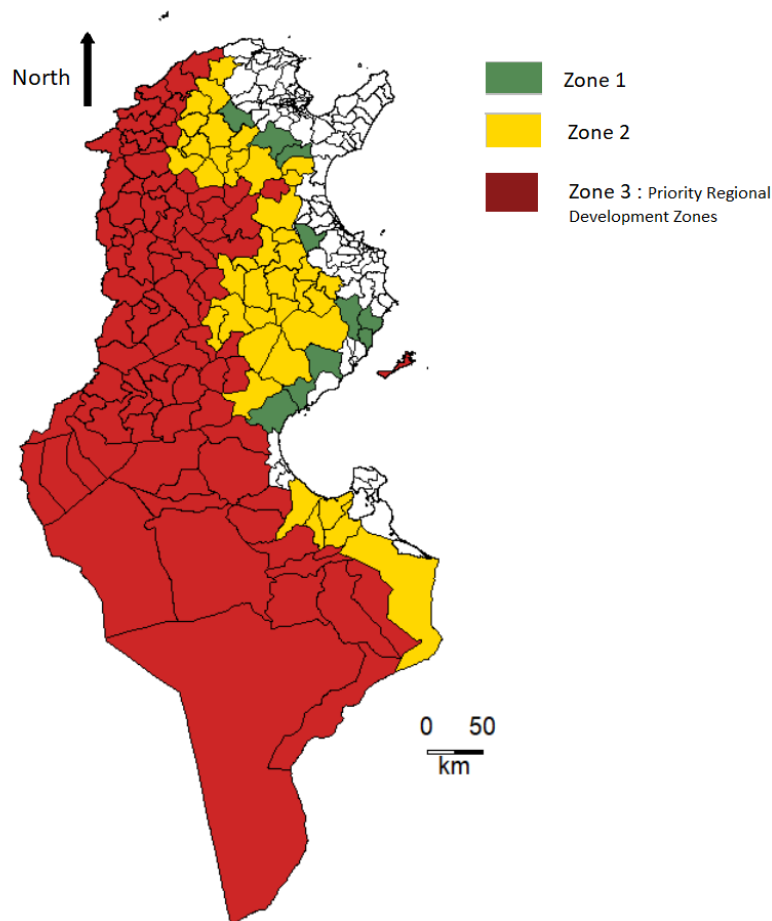 North
Zone 1
Zone 2
Zone 3 : Priority Regional
Development Zones
0 50
km